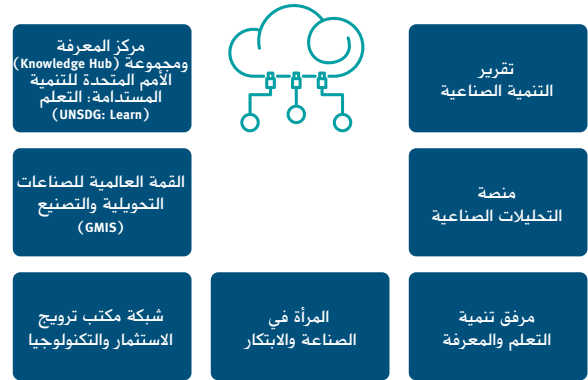 تقرير
التنمية الصناعية
مركز المعرفة
(Knowledge Hub) ومجموعة
الأمم المتحدة للتنمية
المستدامة: التعلم
(UNSDG: Learn)
منصة
التحليلات الصناعية
القمة العالمية للصناعات
التحويلية والتصنيع
(GMIS)
مرفق تنمية
التعلم والمعرفة
المرأة في
الصناعة والابتكار
شبكة مكتب ترويج
الاستثمار والتكنولوجيا